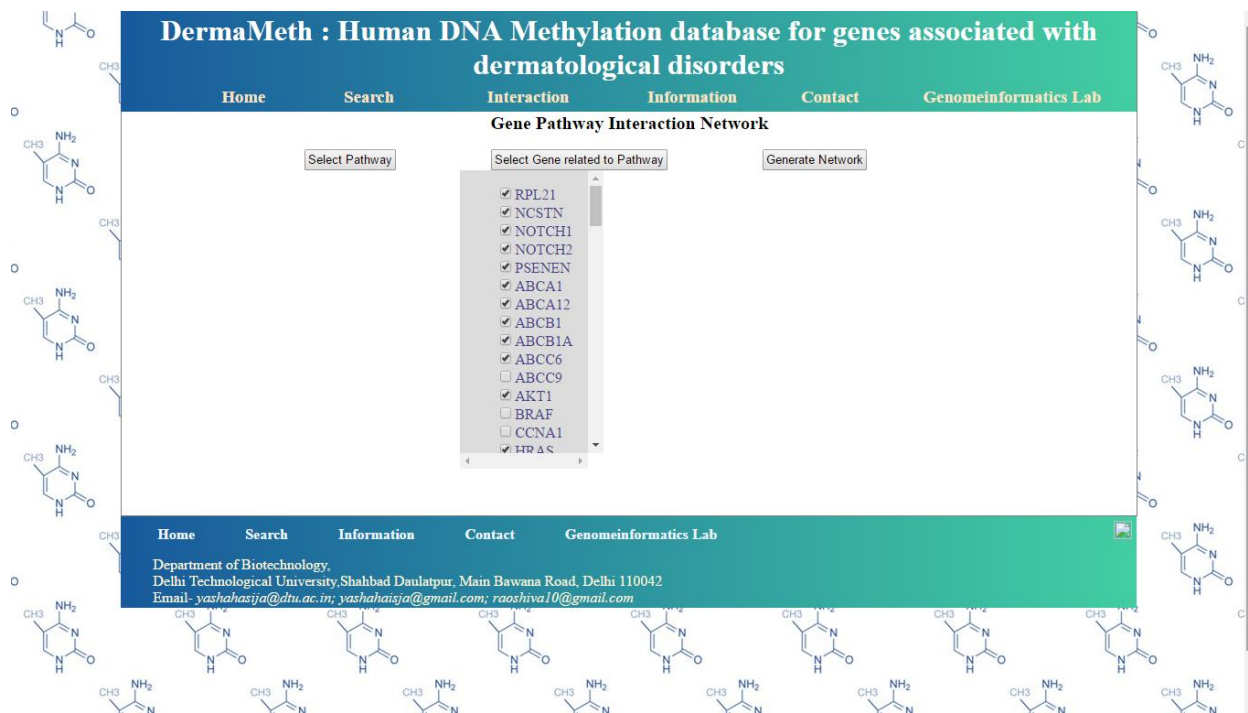 DermaMeth : Human DNA Methylation database for genes associated with
dermatological disorders
Home Search Interaction Information Contact Genomeinformatics Lab
Gene Pathway Interaction Network
Select Pathway Select Gene related to Pathway Generate Network
RPL21
NCSTN
NOTCH1
NOTCH2
PSENEN
ABCA1
ABCA12
ABCB1
ABCB1A
ABCC6
ABCC9
AKT1
BRAF
CCNA1
HRAS
Home Search Information Contact Genomeinformatics Lab
Department of Biotechnology,
Delhi Technological University,Shahbad Daulatpur, Main Bawana Road, Delhi 110042
Email- yashahasija@dtu.ac.in; yashahaisja@gmail.com; raoshiva10@gmail.com